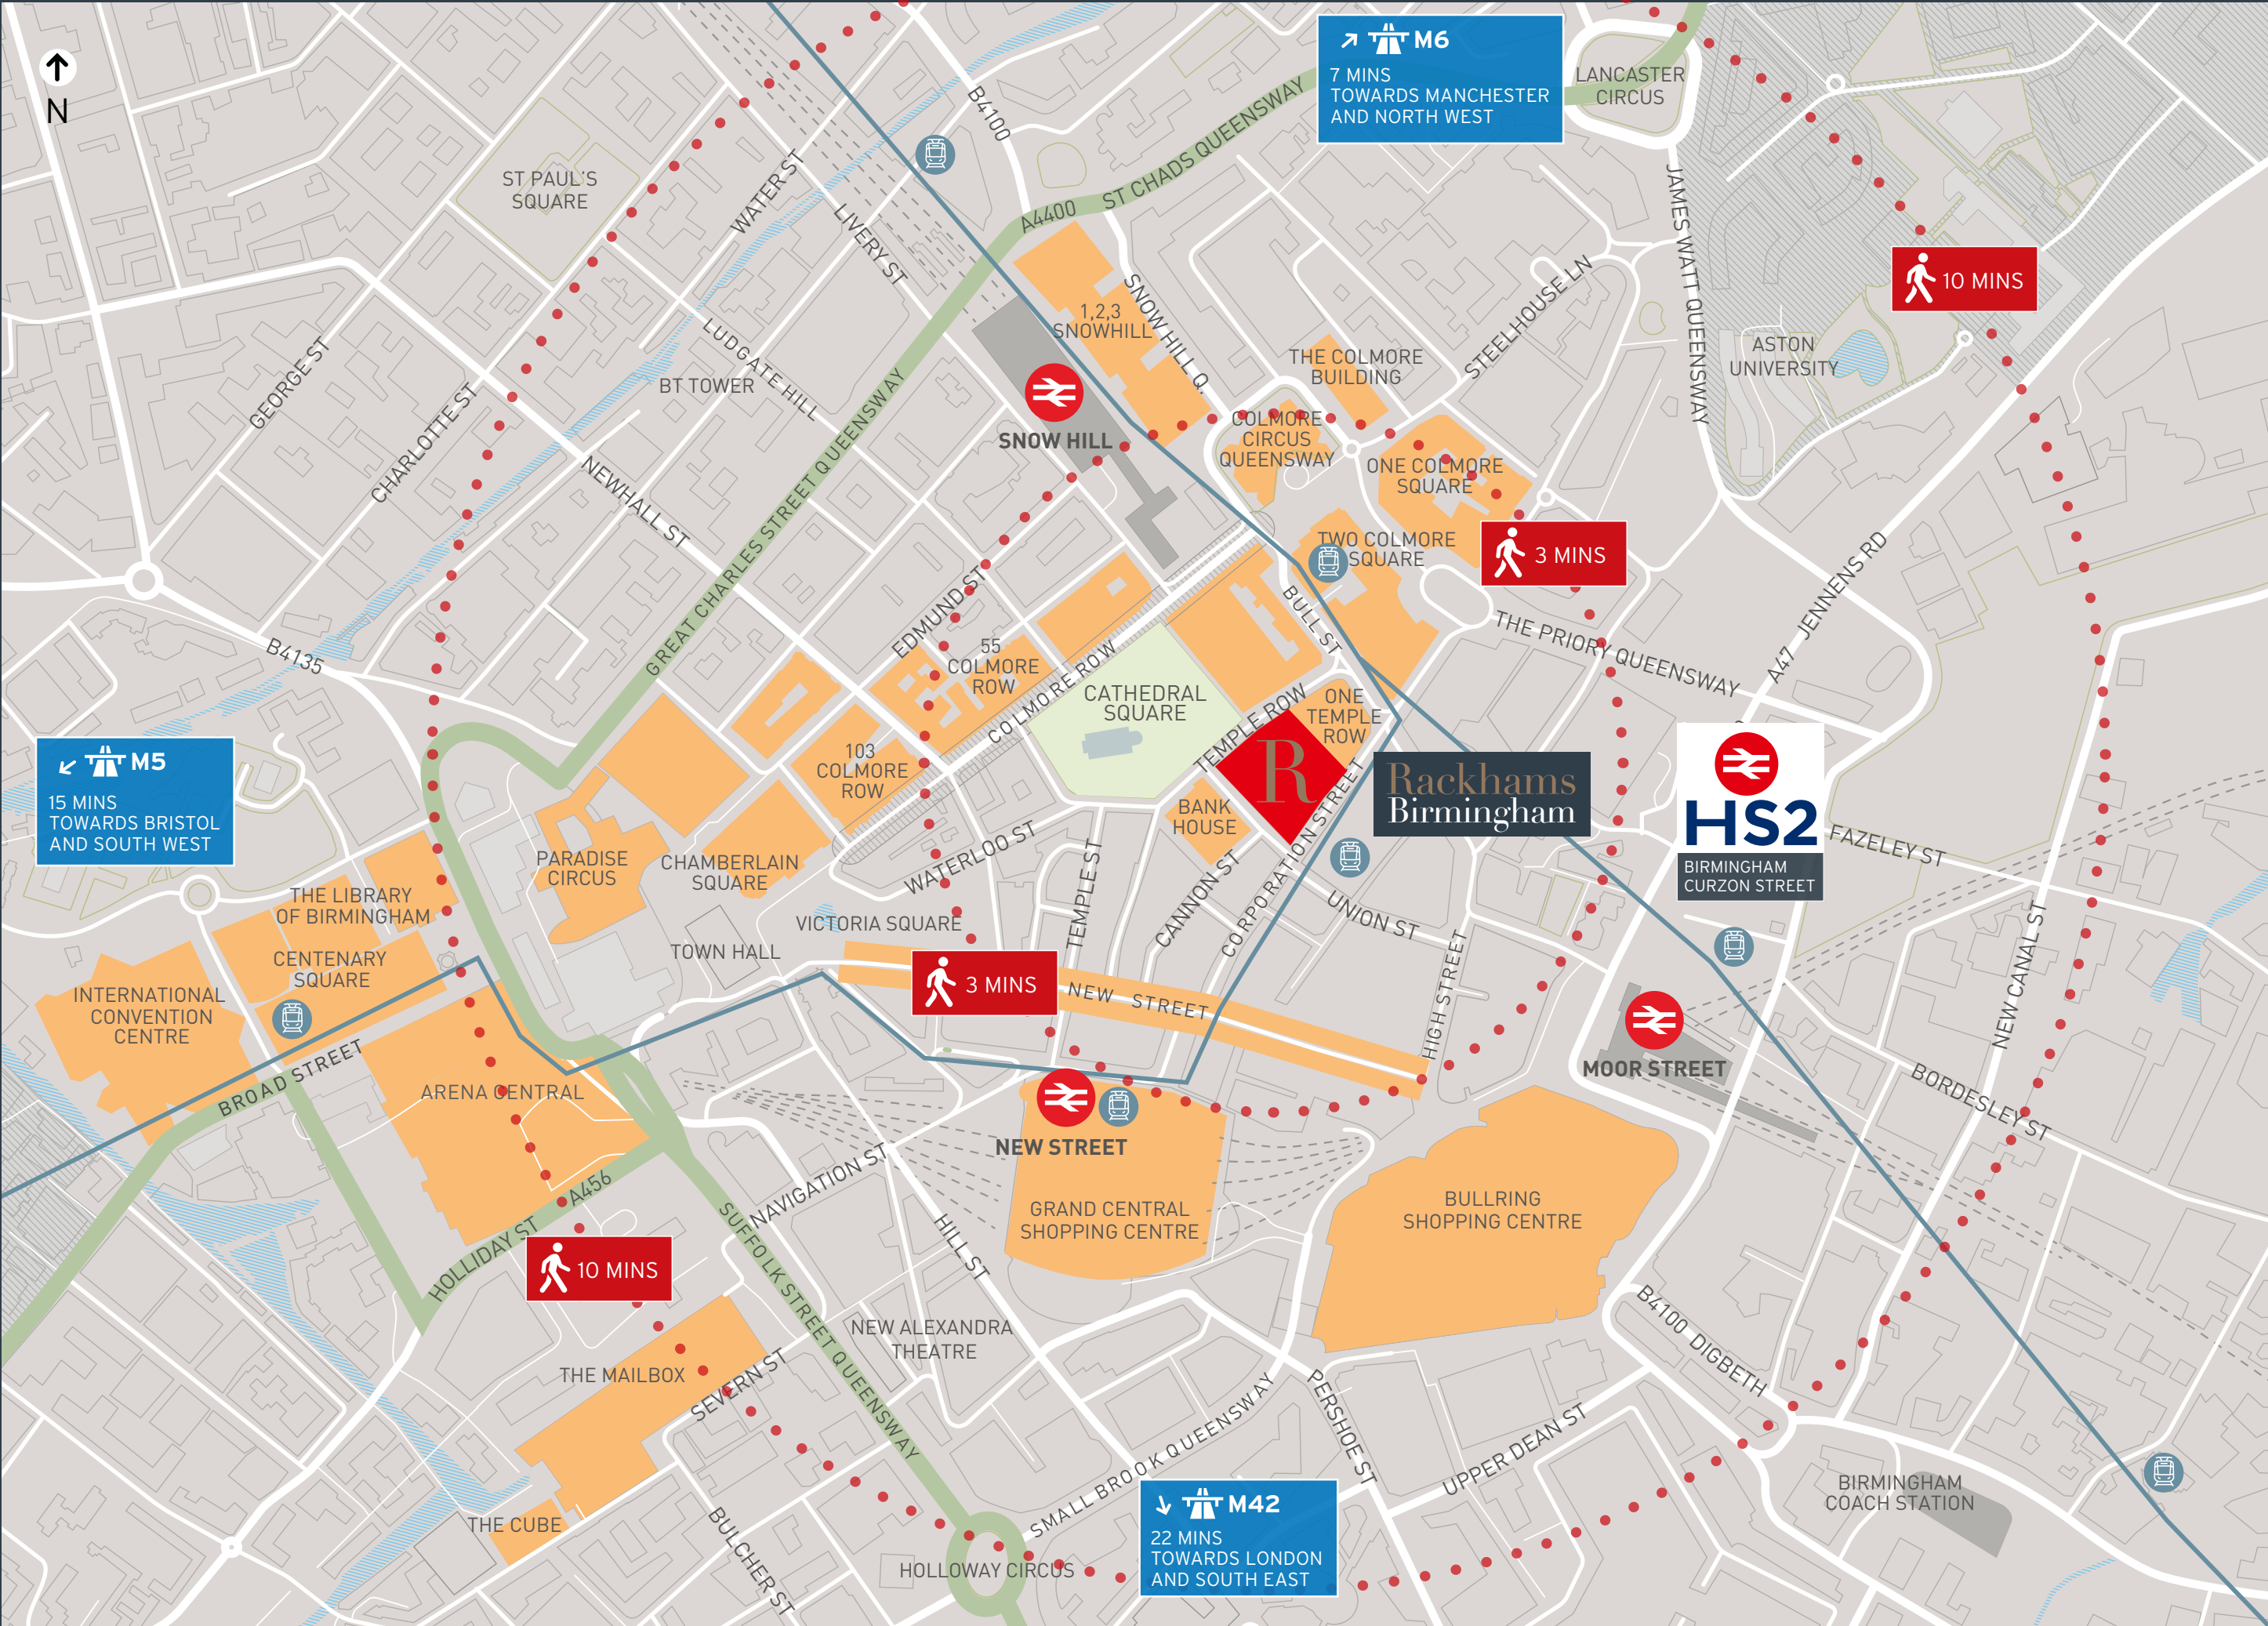 N
M6
7 MINS
TOWARDS MANCHESTER
AND NORTH WEST
LANCASTER
CIRCUS
B4100
ST PAUL'S
SQUARE
WATER ST
LIVERY ST
A4400
ST CHADS QUEENSWAY
JAMES WATT QUEENSWAY
10 MINS
1,2,3
SNOWHILL
SNOW HILL Q.
STEELHOUSE LN
THE COLMORE
BUILDING
ASTON
UNIVERSITY
GEORGE ST
LUDGATE HILL
BT TOWER
CHARLOTTE ST
SNOW HILL
COLMORE
CIRCUS
QUEENSWAY
ONE COLMORE
SQUARE
NEWHALL ST
GREAT CHARLES STREET QUEENSWAY
TWO COLMORE
SQUARE
3 MINS
A47
JENNENS RD
EDMUND ST
BULL ST
THE PRIORY QUEENSWAY
B4135
55
COLMORE
ROW
COLMORE ROW
CATHEDRAL
SQUARE
TEMPLE ROW
ONE
TEMPLE
ROW
R
Rackhams
Birmingham
HS2
BIRMINGHAM
CURZON STREET
M5
15 MINS
TOWARDS BRISTOL
AND SOUTH WEST
103
COLMORE
ROW
BANK
HOUSE
FAZELEY ST
PARADISE
CIRCUS
CHAMBERLAIN
SQUARE
WATERLOO ST
TEMPLE ST
CANNON ST
CORPORATION STREET
UNION ST
THE LIBRARY
OF BIRMINGHAM
VICTORIA SQUARE
TOWN HALL
CENTENARY
SQUARE
INTERNATIONAL
CONVENTION
CENTRE
3 MINS
NEW STREET
HIGH STREET
NEW CANAL ST
MOOR STREET
BROAD STREET
ARENA CENTRAL
BORDESLEY ST
NEW STREET
NAVIGATION ST
A456
HOLLIDAY ST
GRAND CENTRAL
SHOPPING CENTRE
BULLRING
SHOPPING CENTRE
10 MINS
SUFFOLK STREET QUEENSWAY
HILL ST
NEW ALEXANDRA
THEATRE
B4100 DIGBETH
THE MAILBOX
SEVERN ST
PERSHOE ST
SMALL BROOK QUEENSWAY
UPPER DEAN ST
BIRMINGHAM
COACH STATION
THE CUBE
BULCHER ST
HOLLOWAY CIRCUS
M42
22 MINS
TOWARDS LONDON
AND SOUTH EAST